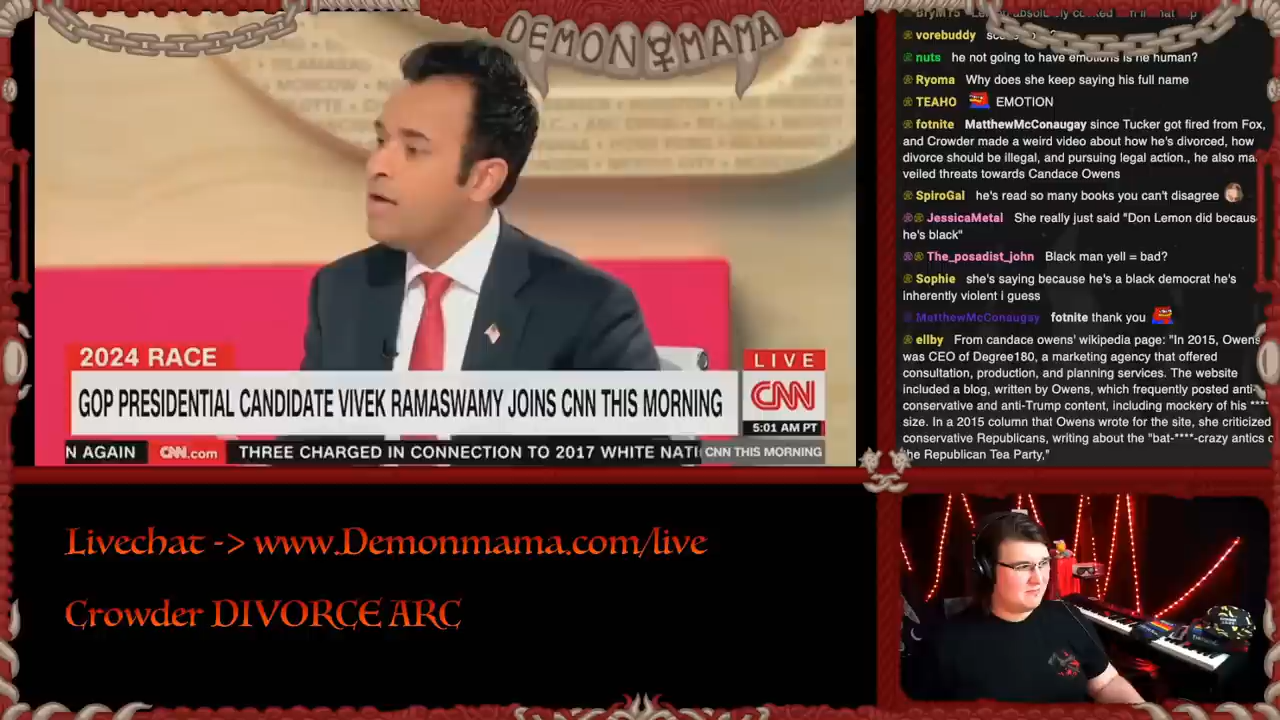 DEMON MAMA
2024 RACE
LIVE
GOP PRESIDENTIAL CANDIDATE VIVEK RAMASWAMY JOINS CNN THIS MORNING
CNN
5:01 AM PT
N AGAIN CNN.com THREE CHARGED IN CONNECTION TO 2017 WHITE NATI CNN THIS MORNING
vorebuddy
nuts he not going to have emotions is he human?
Ryoma Why does she keep saying his full name
TEAHO EMOTION
fotnite MatthewMcConaugay since Tucker got fired from Fox,
and Crowder made a weird video about how he's divorced, how
divorce should be illegal, and pursuing legal action., he also ma
veiled threats towards Candace Owens
SpiroGal he's read so many books you can't disagree
JessicaMetal She really just said "Don Lemon did becaus
he's black"
The_posadist_john Black man yell = bad?
Sophie she's saying because he's a black democrat he's
inherently violent i guess
MatthewMcConaugay fotnite thank you
ellby From candace owens' wikipedia page: "In 2015, Owens
was CEO of Degree180, a marketing agency that offered
consultation, production, and planning services. The website
included a blog, written by Owens, which frequently posted anti-
conservative and anti-Trump content, including mockery of his ****
size. In a 2015 column that Owens wrote for the site, she criticized
conservative Republicans, writing about the "bat-****-crazy antics o
the Republican Tea Party,"
Livechat -> www.Demonmama.com/live
Crowder DIVORCE ARC